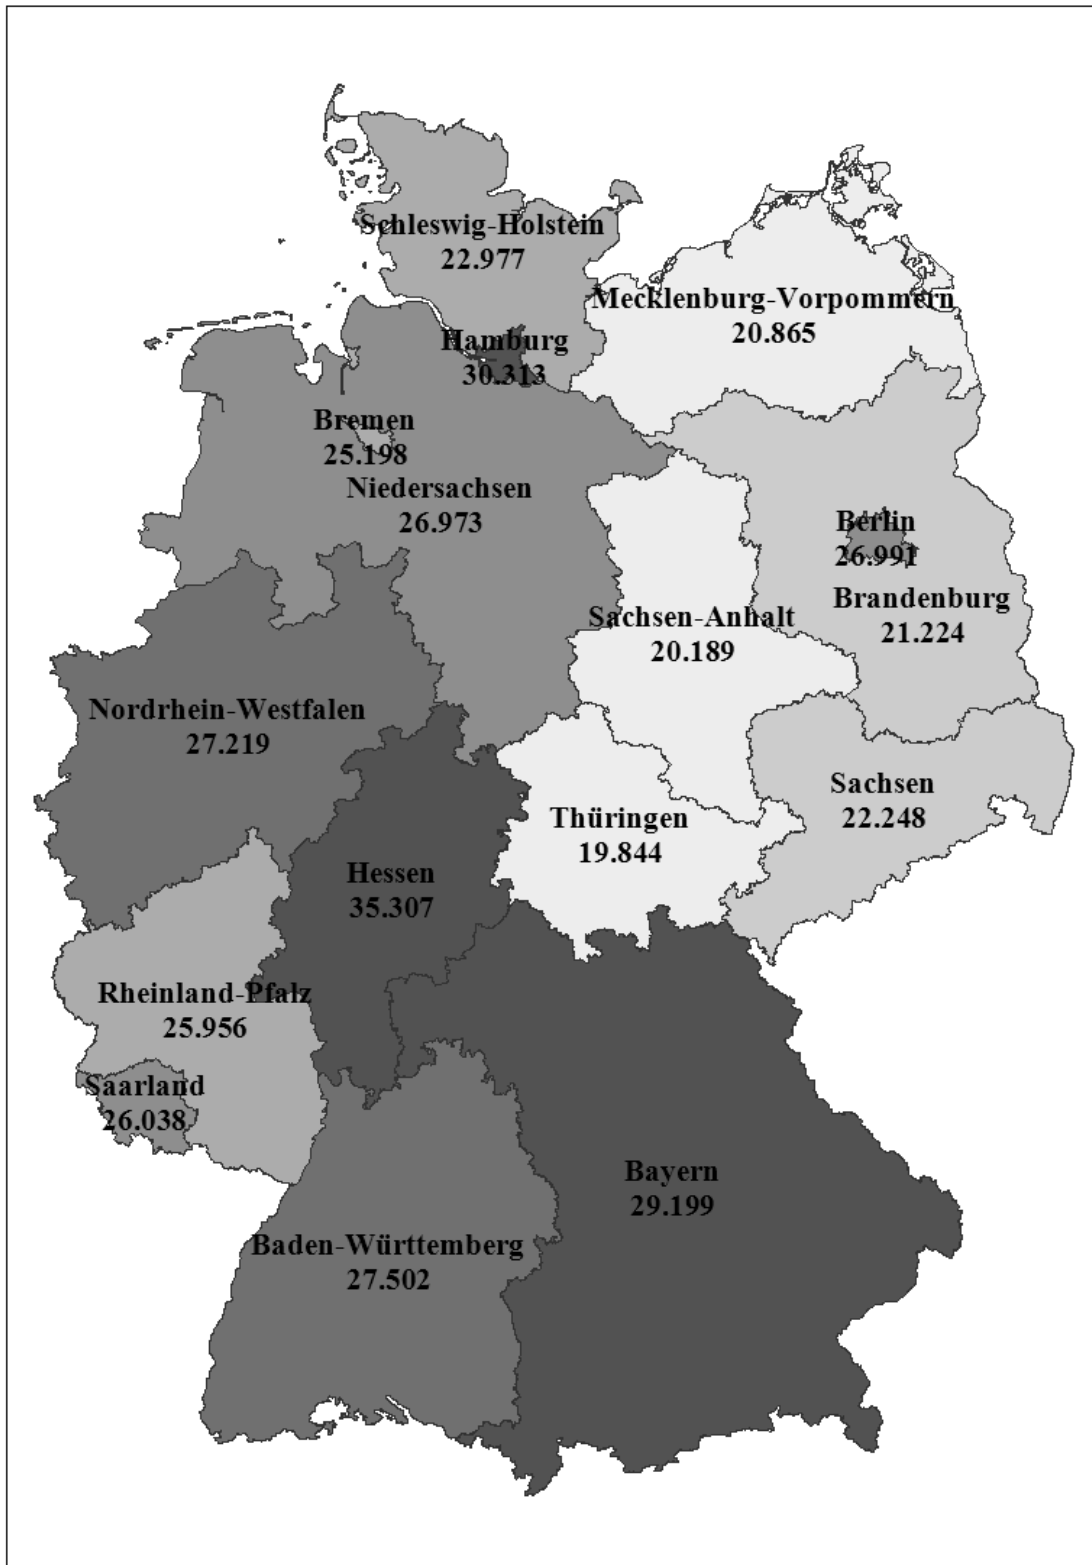 Schleswig-Holstein
22.977
Mecklenburg-Vorpommern
20.865
Hamburg
30.313
Bremen
25.198
Niedersachsen
26.973
Berlin
26.991
Brandenburg
21.224
Sachsen-Anhalt
20.189
Nordrhein-Westfalen
27.219
Sachsen
22.248
Thüringen
19.844
Hessen
35.307
Rheinland-Pfalz
25.956
Saarland
26.038
Bayern
29.199
Baden-Württemberg
27.502